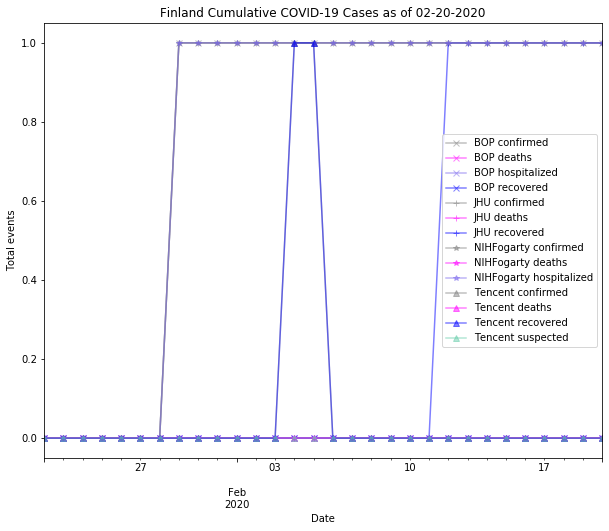 Finland Cumulative COVID-19 Cases as of 02-20-2020
1.0
0.8
0.6
0.4
0.2
0.0
Total events
BOP confirmed
BOP deaths
BOP hospitalized
BOP recovered
JHU confirmed
JHU deaths
JHU recovered
NIHFogarty confirmed
NIHFogarty deaths
NIHFogarty hospitalized
Tencent confirmed
Tencent deaths
Tencent recovered
Tencent suspected
27 03 10 17
Feb
2020
Date